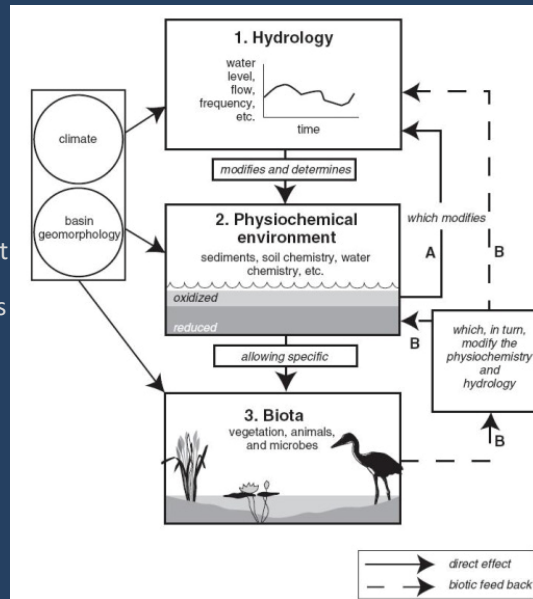 1. Hydrology
water
level,
flow,
frequency,
etc.
time
climate
basin
geomorphology
modifies and determines
2. Physiochemical
environment
sediments, soil chemistry, water
chemistry, etc.
oxidized
reduced
which modifies
A
B
B
which, in turn,
modify the
physiochemistry
and
hydrology
B
allowing specific
3. Biota
vegetation, animals,
and microbes
direct effect
biotic feed back
t
s